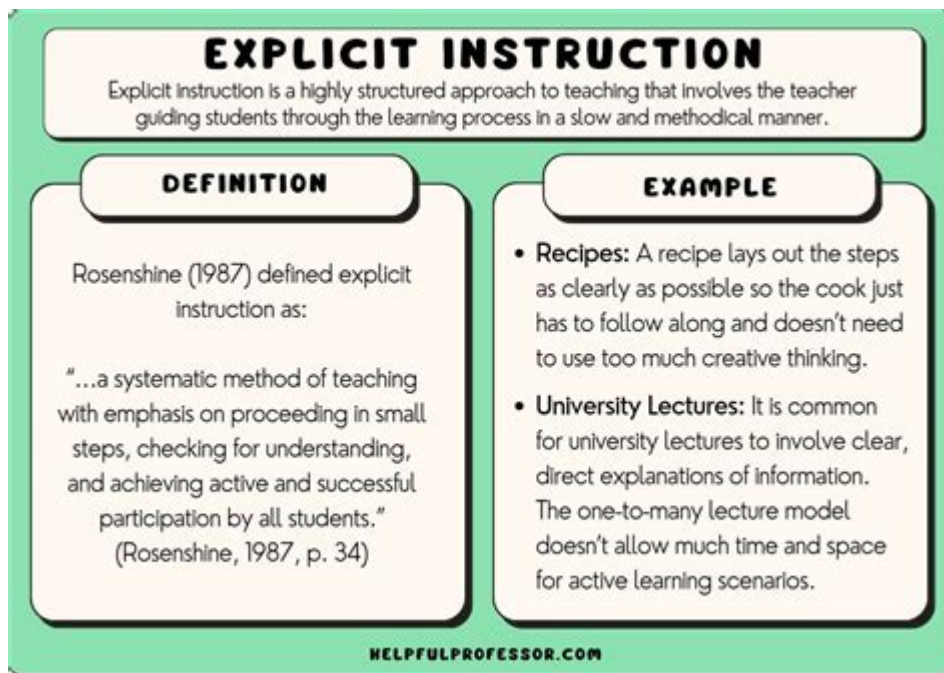 EXPLICIT INSTRUCTION
Explicit instruction is a highly structured approach to teaching that involves the teacher
guiding students through the learning process in a slow and methodical manner.
DEFINITION
Rosenshine (1987) defined explicit
instruction as:
"...a systematic method of teaching
with emphasis on proceeding in small
steps, checking for understanding,
and achieving active and successful
participation by all students."
(Rosenshine, 1987, p. 34)
EXAMPLE
• Recipes: A recipe lays out the steps
as clearly as possible so the cook just
has to follow along and doesn't need
to use too much creative thinking.
• University Lectures: It is common
for university lectures to involve clear,
direct explanations of information.
The one-to-many lecture model
doesn't allow much time and space
for active learning scenarios.
HELPFULPROFESSOR.COM